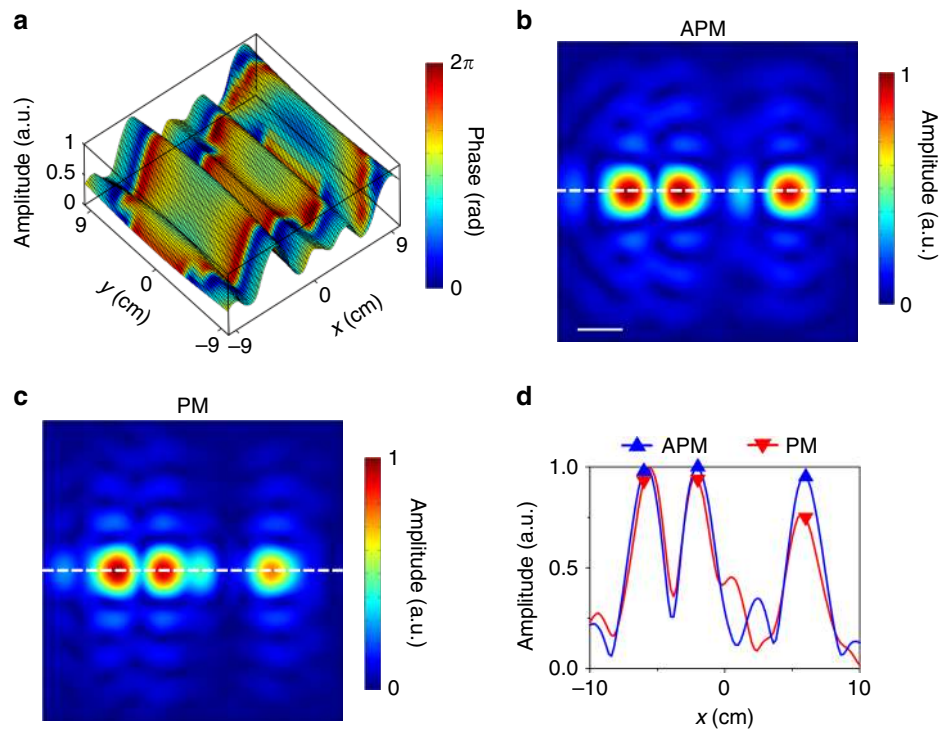 a
Amplitude (a.u.)
1
0.5
0
9
0
−9
y (cm)
−9
0
9
x (cm)
2π
0
Phase (rad)
b
APM
1
0
Amplitude (a.u.)
c
PM
1
0
Amplitude (a.u.)
d
APM PM
Amplitude (a.u.)
1.0
0.5
0.0
−10 0 10
x (cm)